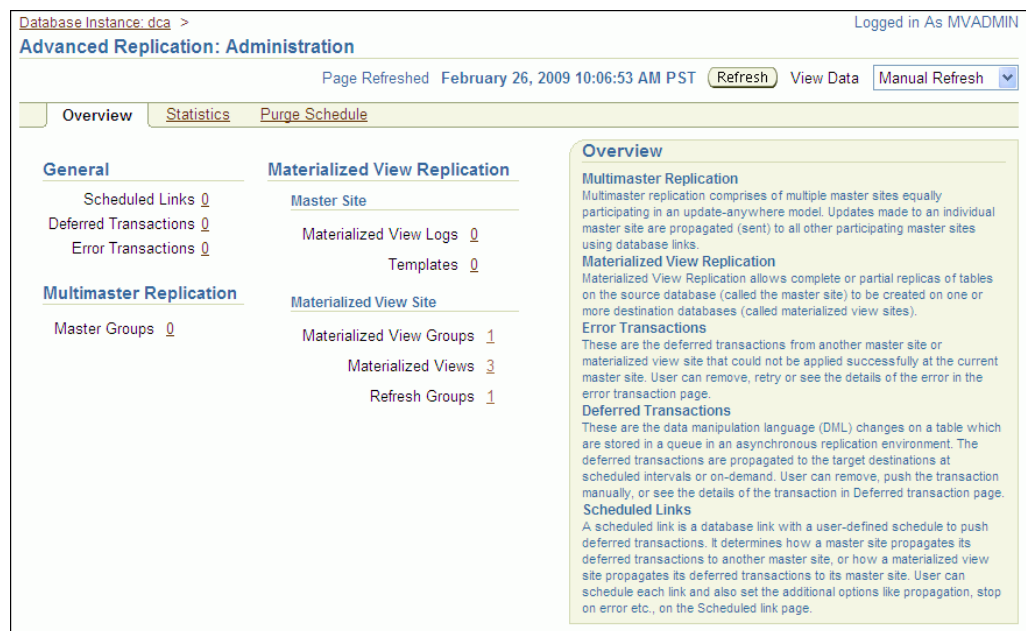 Database Instance: dca >
Logged in As MVADMIN
Advanced Replication: Administration
Page Refreshed February 26, 2009 10:06:53 AM PST Refresh View Data Manual Refresh
Overview Statistics Purge Schedule
General
Scheduled Links 0
Deferred Transactions 0
Error Transactions 0
Multimaster Replication
Master Groups 0
Materialized View Replication
Master Site
Materialized View Logs 0
Templates 0
Materialized View Site
Materialized View Groups 1
Materialized Views 3
Refresh Groups 1
Overview
Multimaster Replication
Multimaster replication comprises of multiple master sites equally
participating in an update-anywhere model. Updates made to an individual
master site are propagated (sent) to all other participating master sites
using database links.
Materialized View Replication
Materialized View Replication allows complete or partial replicas of tables
on the source database (called the master site) to be created on one or
more destination databases (called materialized view sites).
Error Transactions
These are the deferred transactions from another master site or
materialized view site that could not be applied successfully at the current
master site. User can remove, retry or see the details of the error in the
error transaction page.
Deferred Transactions
These are the data manipulation language (DML) changes on a table which
are stored in a queue in an asynchronous replication environment. The
deferred transactions are propagated to the target destinations at
scheduled intervals or on-demand. User can remove, push the transaction
manually, or see the details of the transaction in Deferred transaction page.
Scheduled Links
A scheduled link is a database link with a user-defined schedule to push
deferred transactions. It determines how a master site propagates its
deferred transactions to another master site, or how a materialized view
site propagates its deferred transactions to its master site. User can
schedule each link and also set the additional options like propagation, stop
on error etc., on the Scheduled link page.